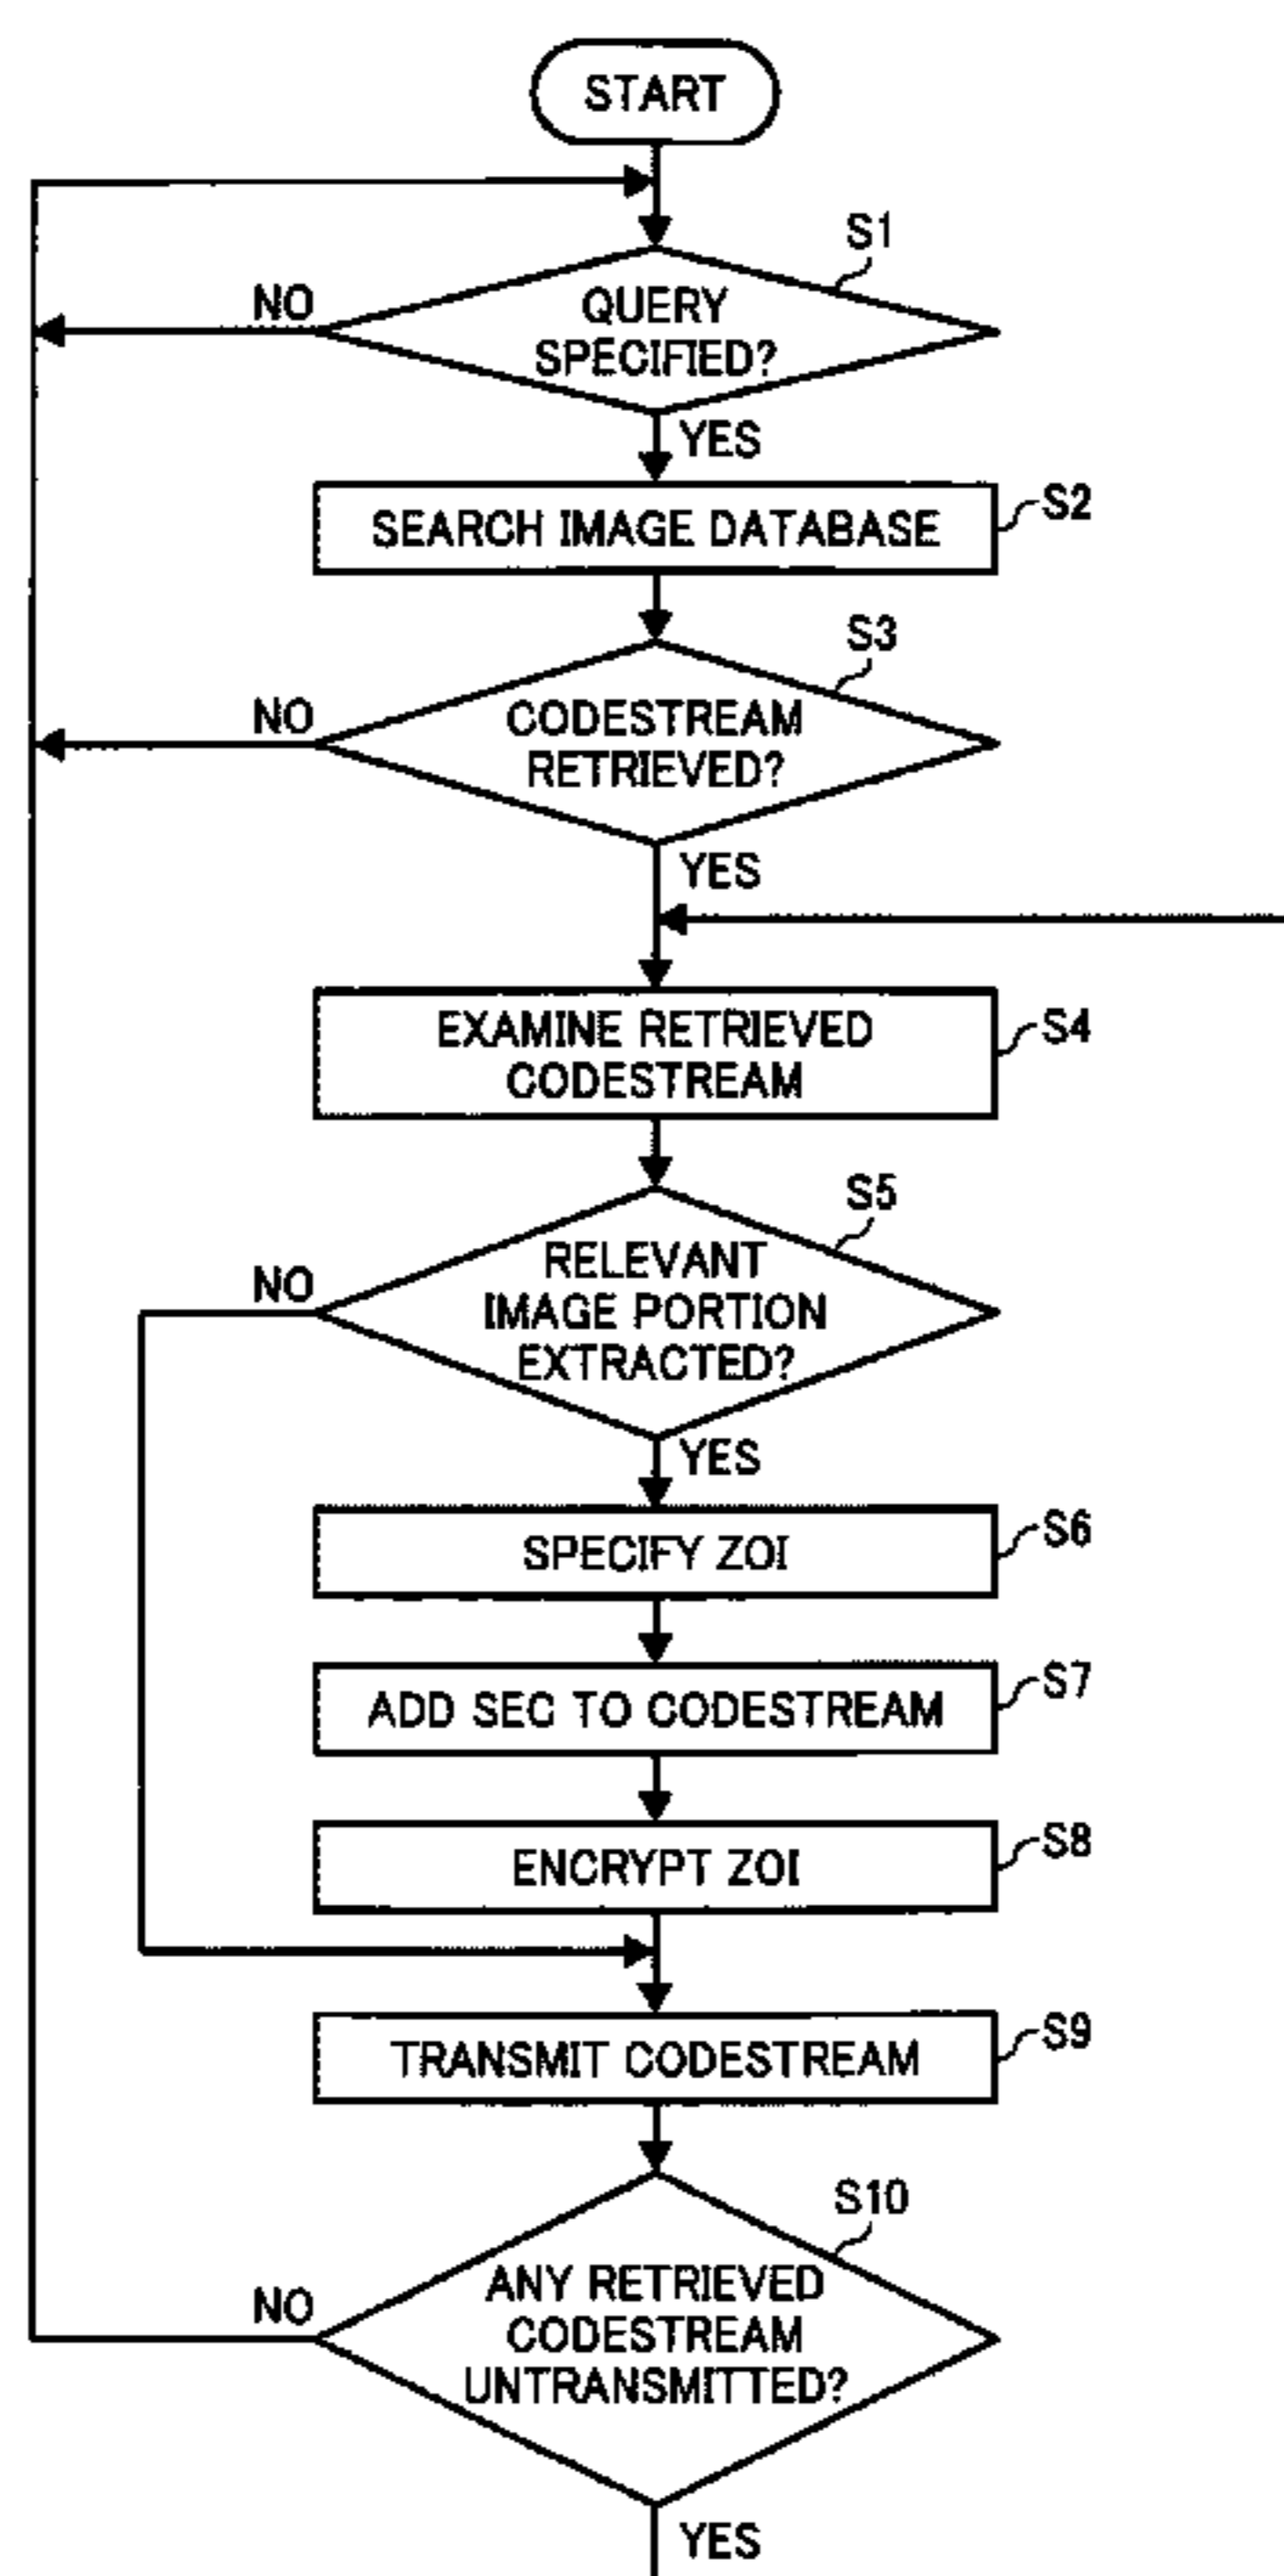 START
S1
NO
QUERY
SPECIFIED?
YES
SEARCH IMAGE DATABASE
S2
S3
NO
CODESTREAM
RETRIEVED?
YES
EXAMINE RETRIEVED
CODESTREAM
S4
S5
NO
RELEVANT
IMAGE PORTION
EXTRACTED?
YES
SPECIFY ZOI
S6
ADD SEC TO CODESTREAM
S7
ENCRYPT ZOI
S8
TRANSMIT CODESTREAM
S9
S10
NO
ANY RETRIEVED
CODESTREAM
UNTRANSMITTED?
YES